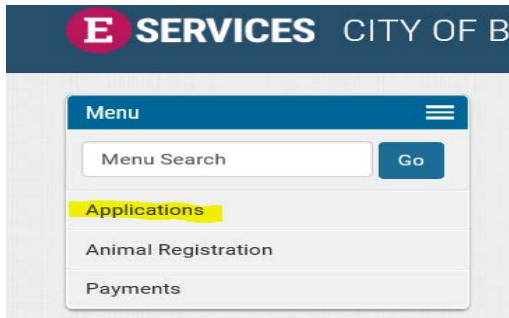 E SERVICES CITY OF B
Menu
Menu Search Go
Applications
Animal Registration
Payments